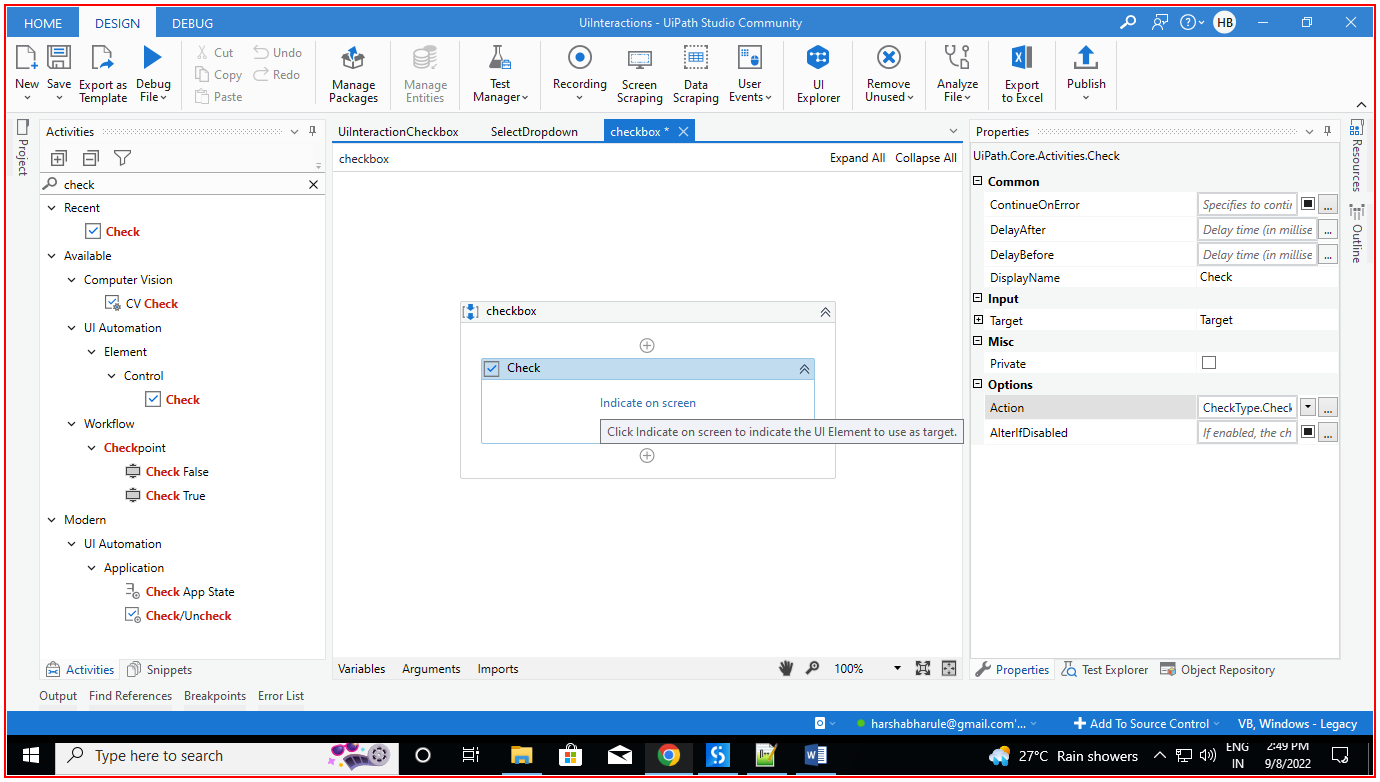 HOME DESIGN DEBUG UiInteractions - UiPath Studio Community HB
New Save Export as Template Debug File Cut Copy Paste Undo Redo Manage Packages Manage Entities Test Manager Recording Screen Scraping Data Scraping User Events UI Explorer Remove Unused Analyze File Export to Excel Publish
Project
Activities
check
Recent
Check
Available
Computer Vision
CV Check
UI Automation
Element
Control
Check
Workflow
Checkpoint
Check False
Check True
Modern
UI Automation
Application
Check App State
Check/Uncheck
Activities Snippets
UiInteractionCheckbox SelectDropdown checkbox *
checkbox Expand All Collapse All
checkbox
Check
Indicate on screen
Click Indicate on screen to indicate the UI Element to use as target.
Variables Arguments Imports 100%
Properties
UiPath.Core.Activities.Check
Common
ContinueOnError Specifies to contin ...
DelayAfter Delay time (in millise ...
DelayBefore Delay time (in millise ...
DisplayName Check
Input
Target Target
Misc
Private
Options
Action CheckType.Check ...
AlterIfDisabled If enabled, the ch ...
Properties Test Explorer Object Repository
Resources
Outline
Output Find References Breakpoints Error List
harshabharule@gmail.com'... Add To Source Control VB, Windows - Legacy
Type here to search 27°C Rain showers ENG IN 2:49 PM 9/8/2022